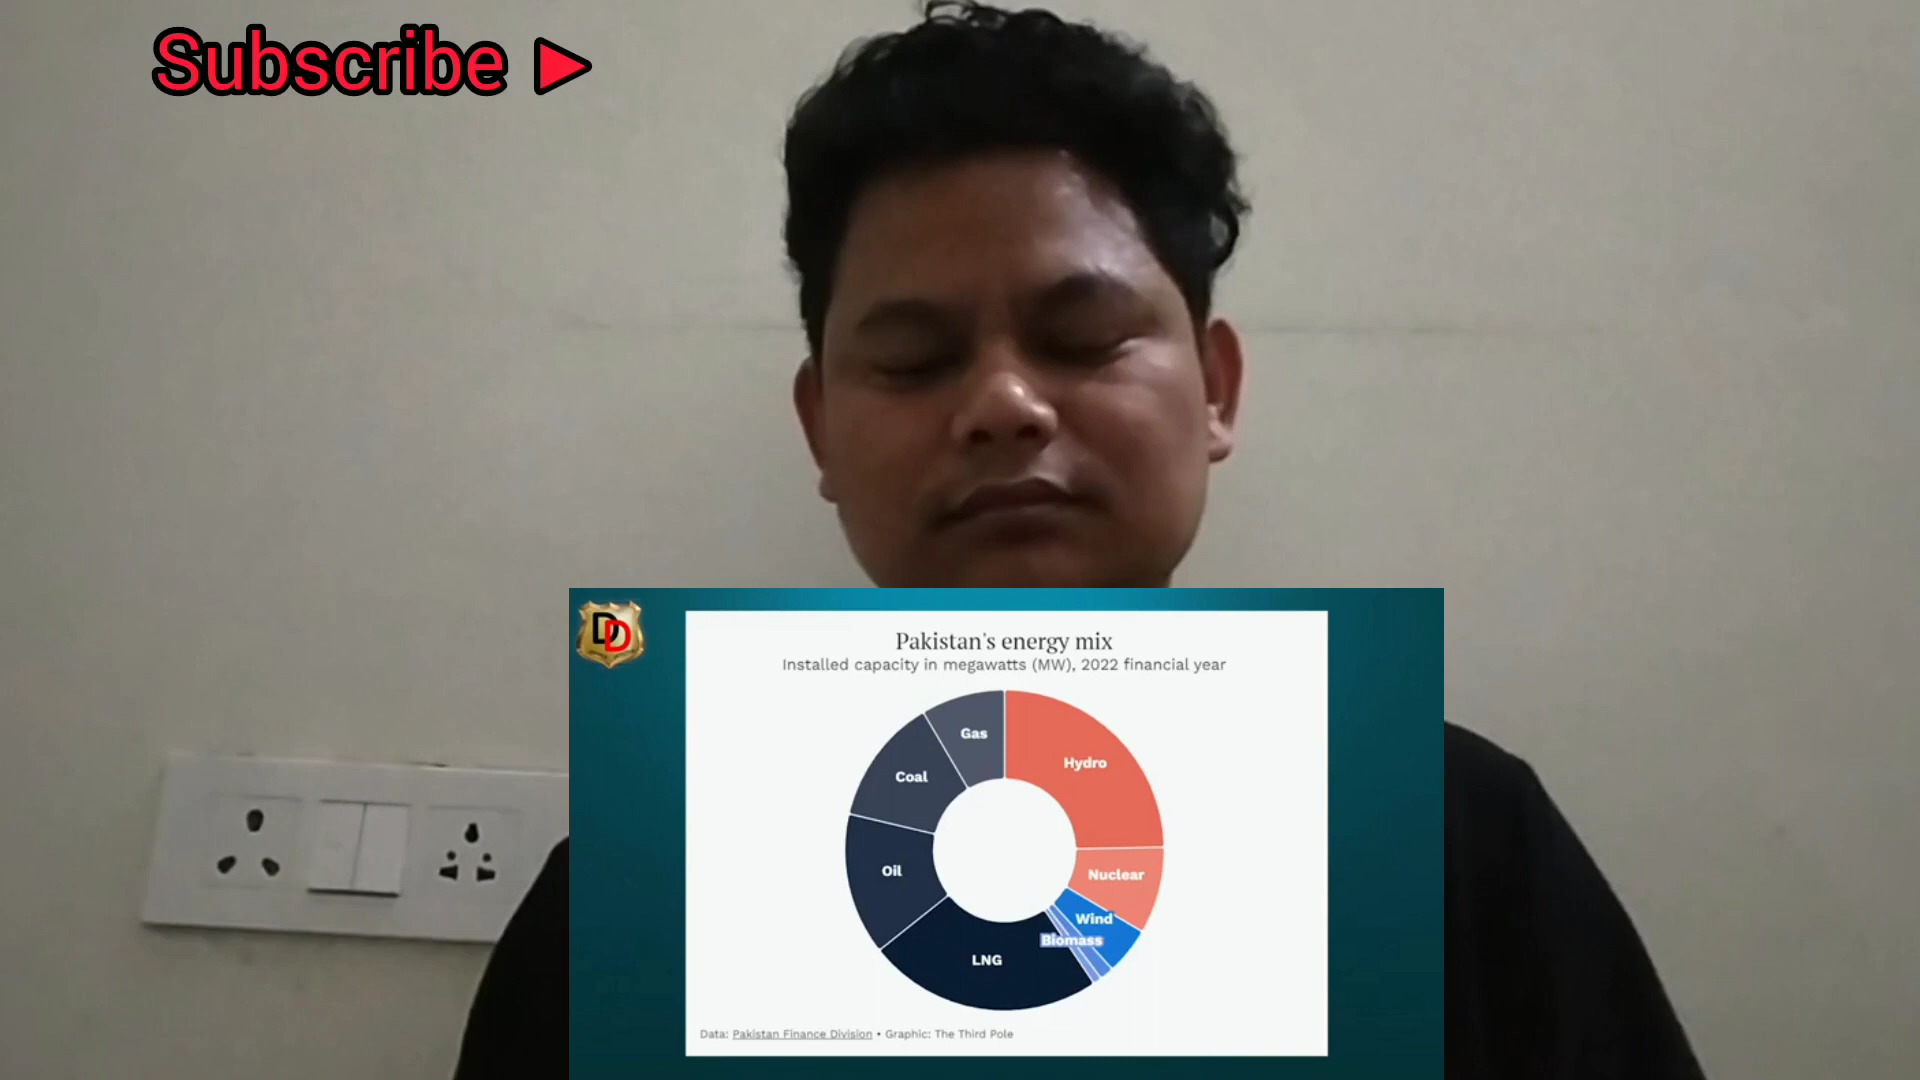 Subscribe
DD
Pakistan's energy mix
Installed capacity in megawatts (MW), 2022 financial year
Gas
Hydro
Coal
Oil
Nuclear
Wind
Biomass
LNG
Data: Pakistan Finance Division • Graphic: The Third Pole